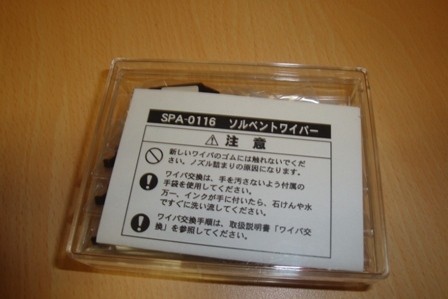 SPA-0116 ソルベントワイパー
⚠ 注意
新しいワイパのゴムには触れないでくだ
さい。ノズル詰まりの原因になります。
ワイパ交換は、手を汚さないよう付属の
手袋を使用してください。
万一、インクが手に付いたら、石けんや水
ですぐに洗い流してください。
ワイパ交換手順は、取扱説明書「ワイパ交
換」を参照してください。